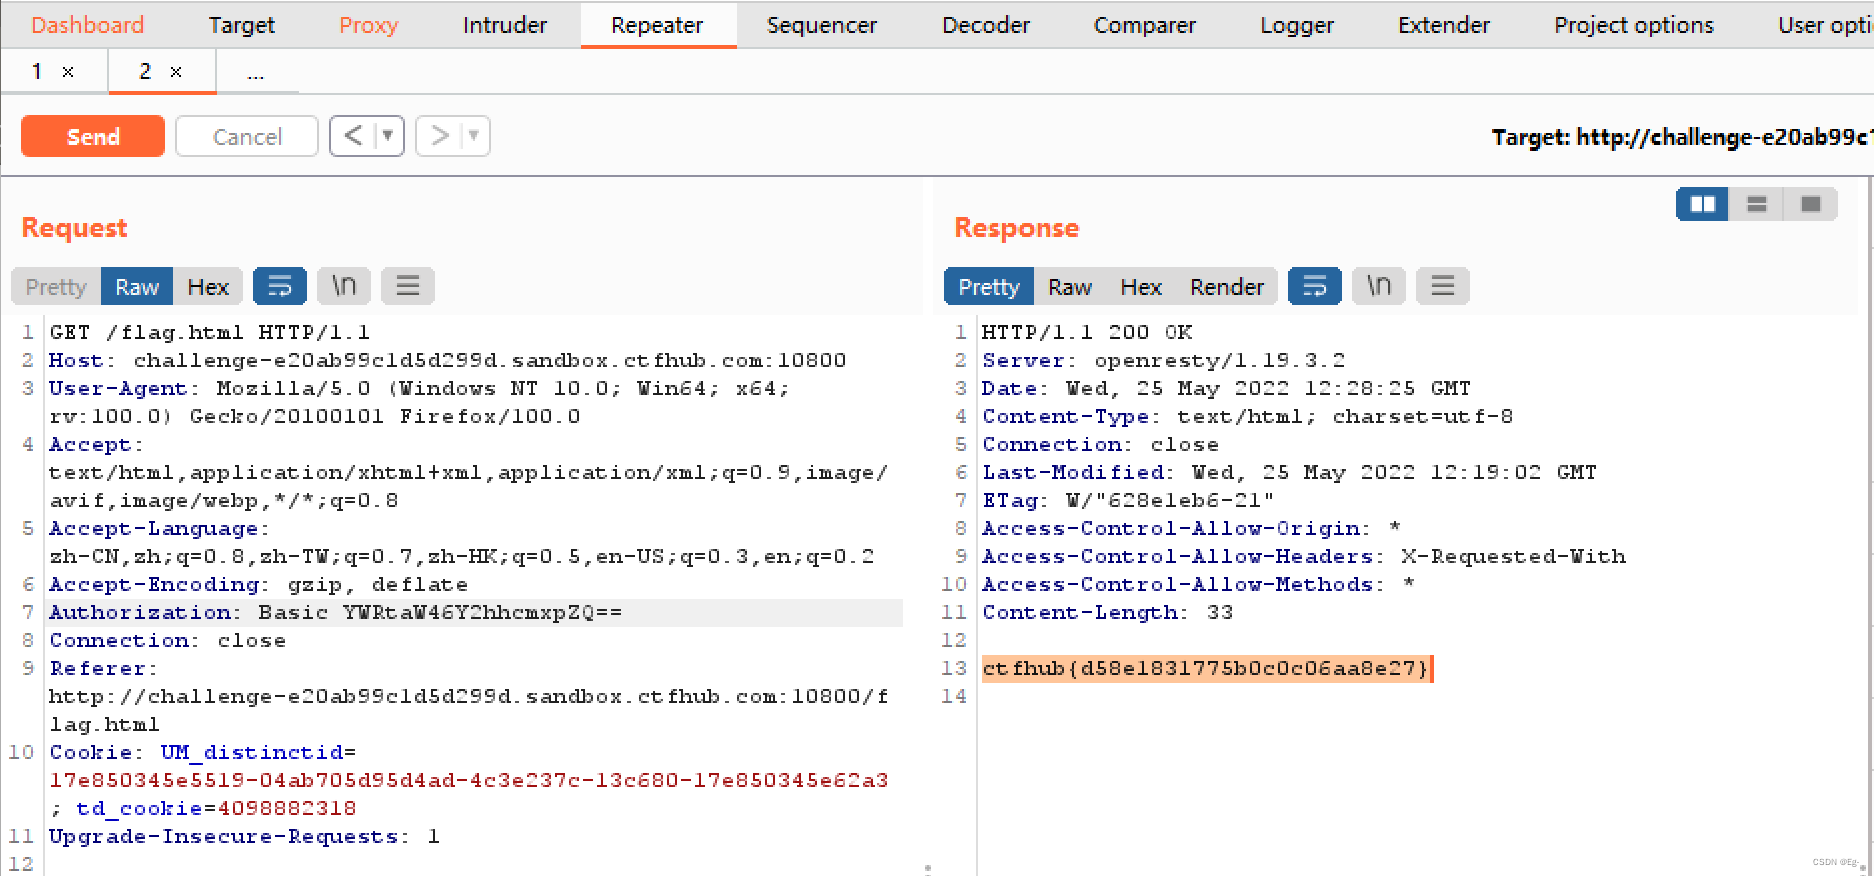 Dashboard Target Proxy Intruder Repeater Sequencer Decoder Comparer Logger Extender Project options User opti
1 × 2 × ...
Send Cancel < > Target: http://challenge-e20ab99c1
Request
Pretty Raw Hex \n
1 GET /flag.html HTTP/1.1
2 Host: challenge-e20ab99c1d5d299d.sandbox.ctfhub.com:10800
3 User-Agent: Mozilla/5.0 (Windows NT 10.0; Win64; x64;
rv:100.0) Gecko/20100101 Firefox/100.0
4 Accept:
text/html,application/xhtml+xml,application/xml;q=0.9,image/
avif,image/webp,*/*;q=0.8
5 Accept-Language:
zh-CN,zh;q=0.8,zh-TW;q=0.7,zh-HK;q=0.5,en-US;q=0.3,en;q=0.2
6 Accept-Encoding: gzip, deflate
7 Authorization: Basic YWRtaW46Y2hhcmxpZQ==
8 Connection: close
9 Referer:
http://challenge-e20ab99c1d5d299d.sandbox.ctfhub.com:10800/f
lag.html
10 Cookie: UM_distinctid=
17e850345e5519-04ab705d95d4ad-4c3e237c-13c680-17e850345e62a3
; td_cookie=4098882318
11 Upgrade-Insecure-Requests: 1
12
Response
Pretty Raw Hex Render \n
1 HTTP/1.1 200 OK
2 Server: openresty/1.19.3.2
3 Date: Wed, 25 May 2022 12:28:25 GMT
4 Content-Type: text/html; charset=utf-8
5 Connection: close
6 Last-Modified: Wed, 25 May 2022 12:19:02 GMT
7 ETag: W/"628e1eb6-21"
8 Access-Control-Allow-Origin: *
9 Access-Control-Allow-Headers: X-Requested-With
10 Access-Control-Allow-Methods: *
11 Content-Length: 33
12
13 ctfhub{d58e1831775b0c0c06aa8e27}
14
CSDN @Eg-